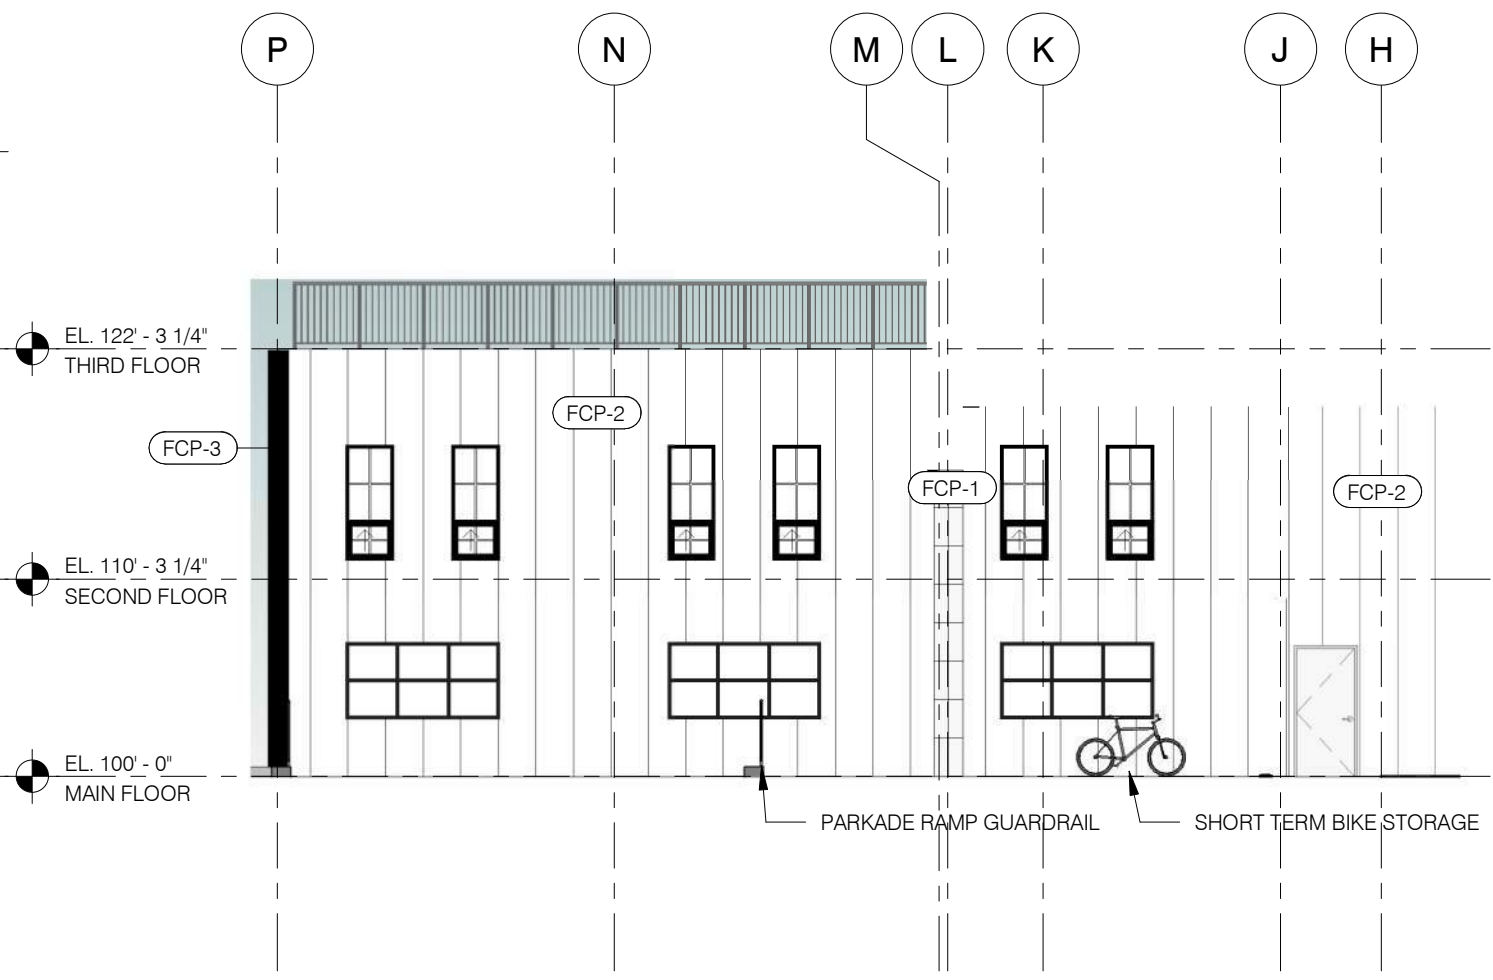 P
N
M
L
K
J
H
EL. 122' - 3 1/4"
THIRD FLOOR
FCP-2
FCP-3
FCP-1
FCP-2
EL. 110' - 3 1/4"
SECOND FLOOR
EL. 100' - 0"
MAIN FLOOR
PARKADE RAMP GUARDRAIL
SHORT TERM BIKE STORAGE